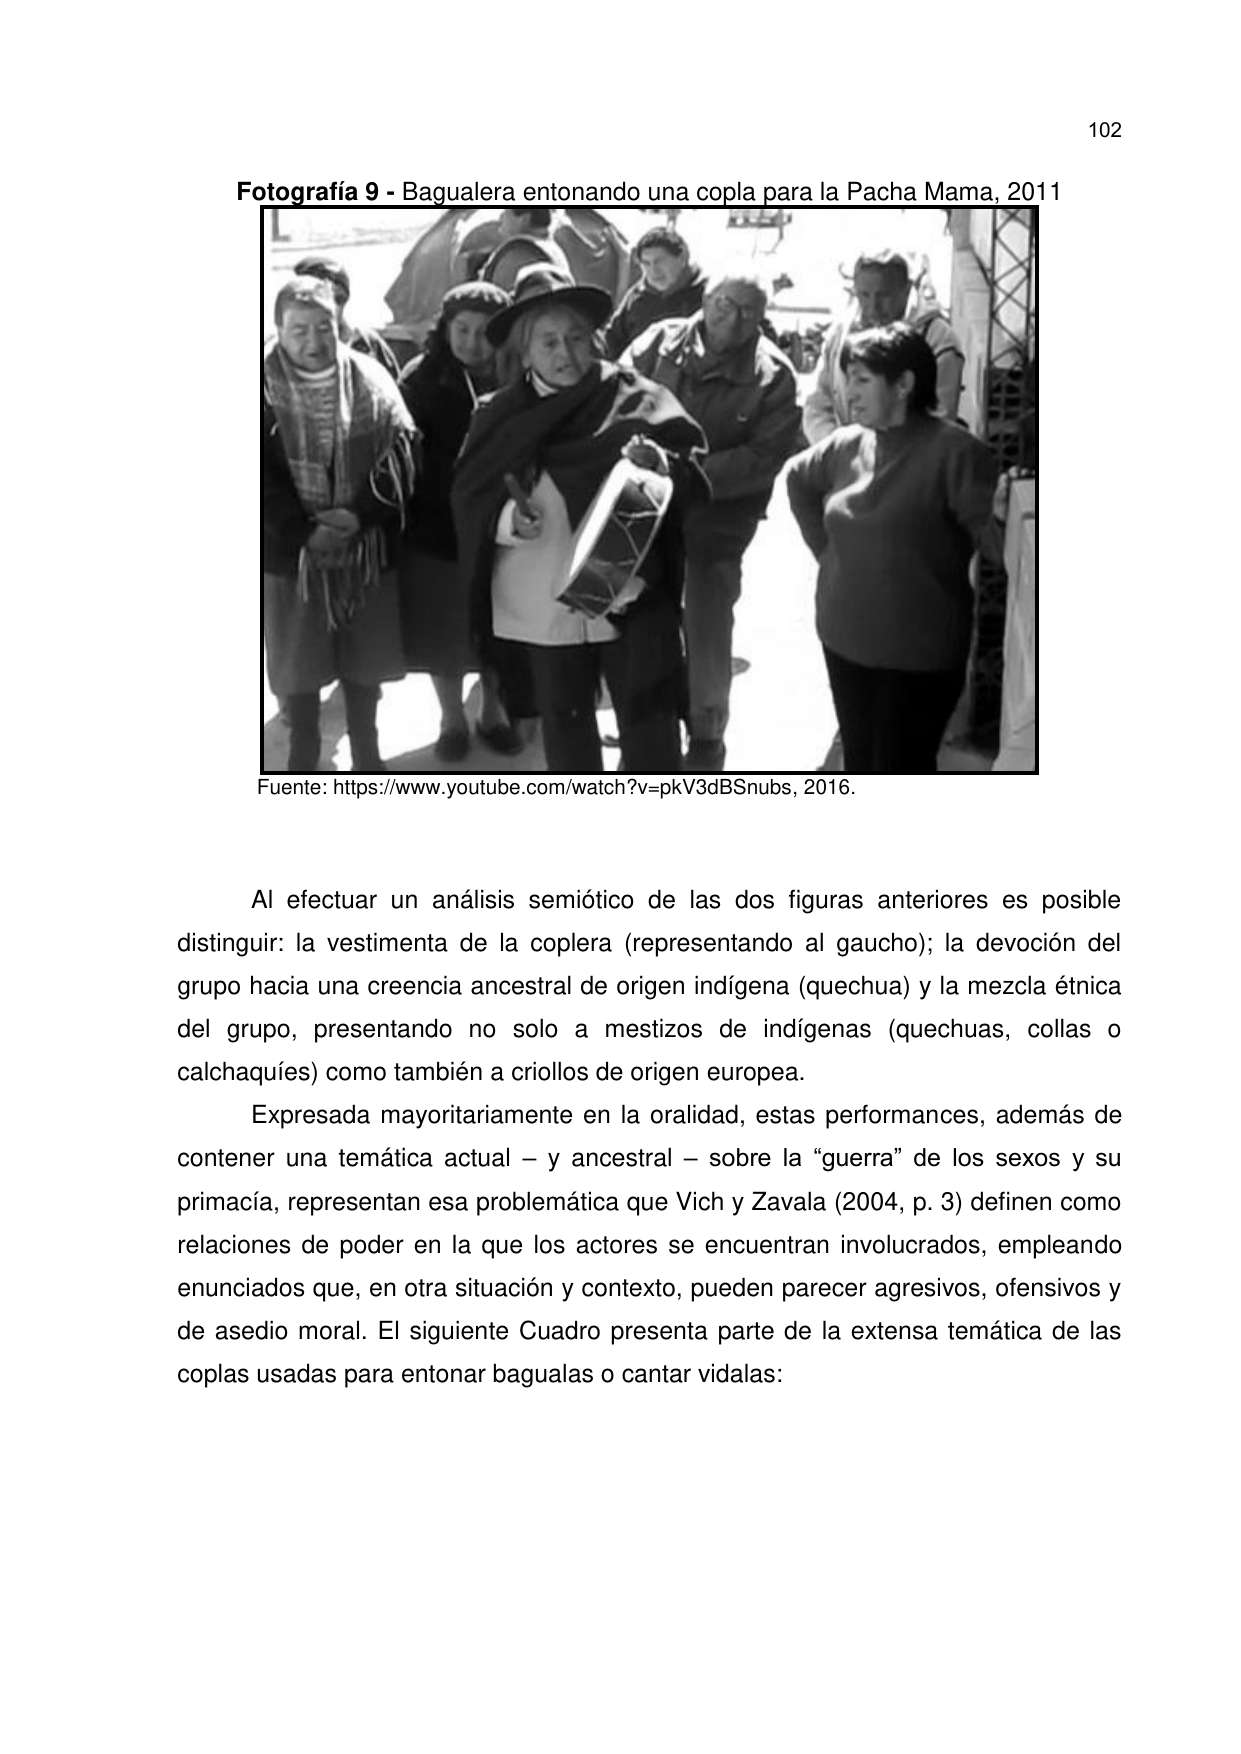 102
Fotografía 9 - Bagualera entonando una copla para la Pacha Mama, 2011
Fuente: https://www.youtube.com/watch?v=pkV3dBSnubs, 2016.
Al efectuar un análisis semiótico de las dos figuras anteriores es posible
distinguir: la vestimenta de la coplera (representando al gaucho); la devoción del
grupo hacia una creencia ancestral de origen indígena (quechua) y la mezcla étnica
del grupo, presentando no solo a mestizos de indígenas (quechuas, collas o
calchaquíes) como también a criollos de origen europea.
Expresada mayoritariamente en la oralidad, estas performances, además de
contener una temática actual – y ancestral – sobre la “guerra” de los sexos y su
primacía, representan esa problemática que Vich y Zavala (2004, p. 3) definen como
relaciones de poder en la que los actores se encuentran involucrados, empleando
enunciados que, en otra situación y contexto, pueden parecer agresivos, ofensivos y
de asedio moral. El siguiente Cuadro presenta parte de la extensa temática de las
coplas usadas para entonar bagualas o cantar vidalas: